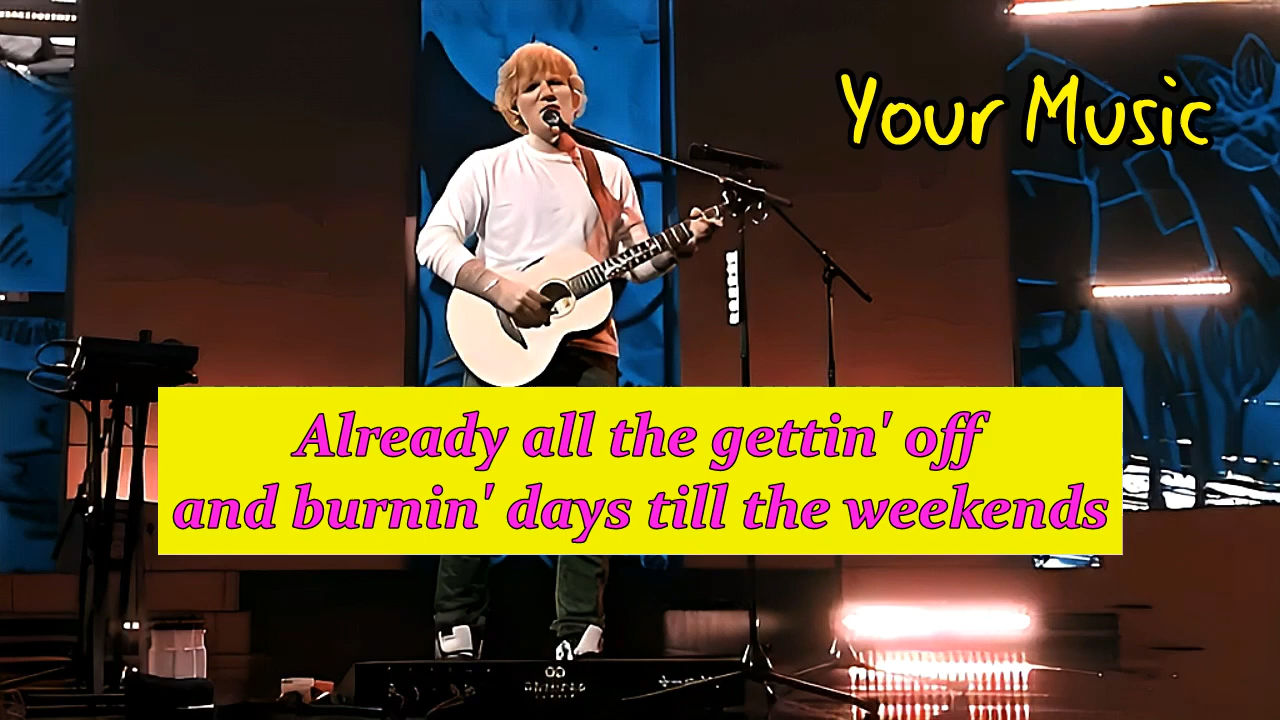 Your Music
Already all the gettin' off
and burnin' days till the weekends